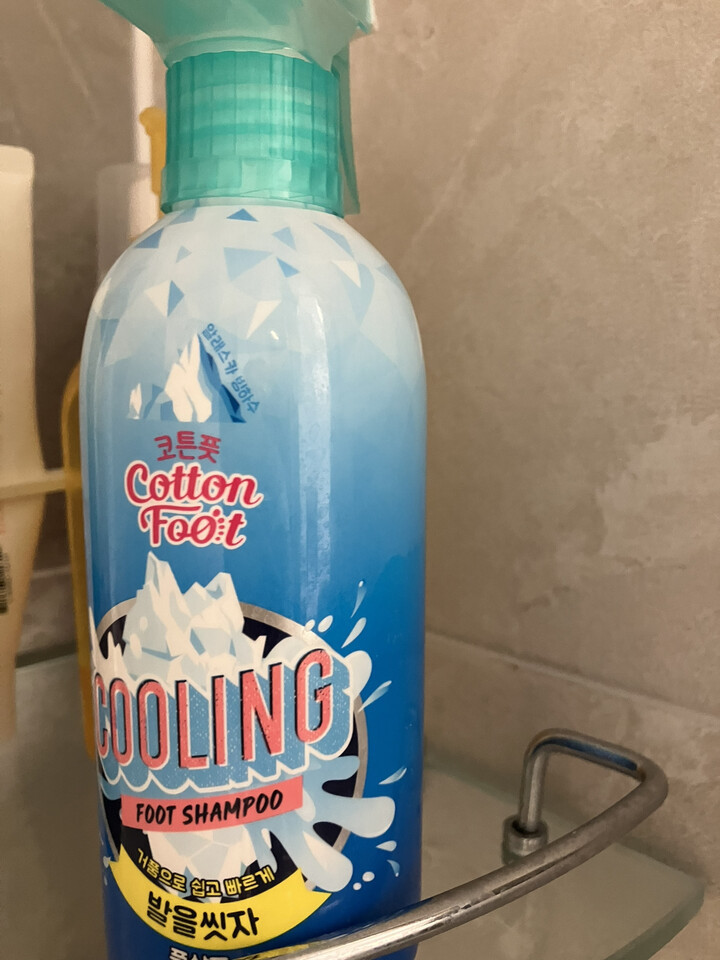 알래스카 빙하수
코튼풋
Cotton
Foot
COOLING
FOOT SHAMPOO
거품으로 쉽고 빠르게
발을씻자